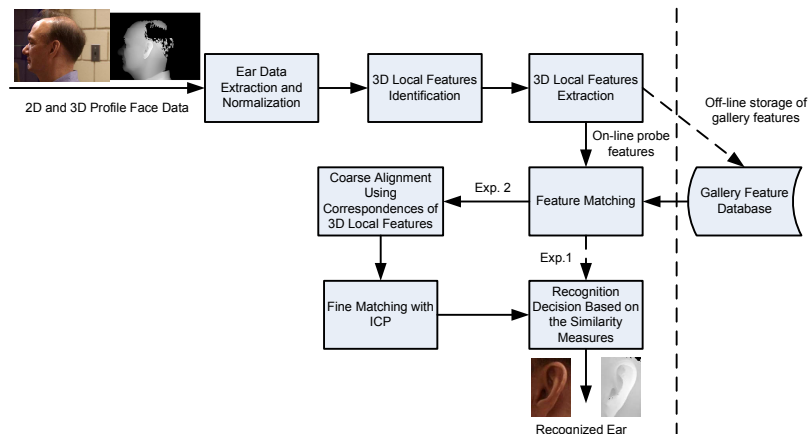 2D and 3D Profile Face Data
Ear Data
Extraction and
Normalization
3D Local Features
Identification
3D Local Features
Extraction
Off-line storage of
gallery features
On-line probe
features
Coarse Alignment
Using
Correspondences of
3D Local Features
Exp. 2
Feature Matching
Gallery Feature
Database
Exp.1
Fine Matching with
ICP
Recognition
Decision Based on
the Similarity
Measures
Recognized Ear